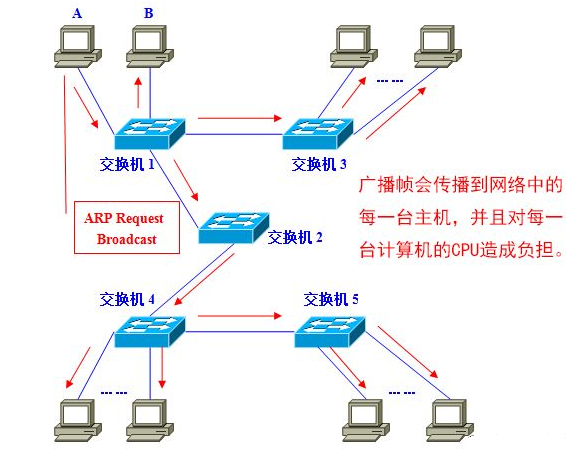 A
B
... ...
交换机 1
交换机 3
广播帧会传播到网络中的
每一台主机，并且对每一
台计算机的CPU造成负担。
ARP Request
Broadcast
交换机 2
交换机 4
交换机 5
... ...
... ...